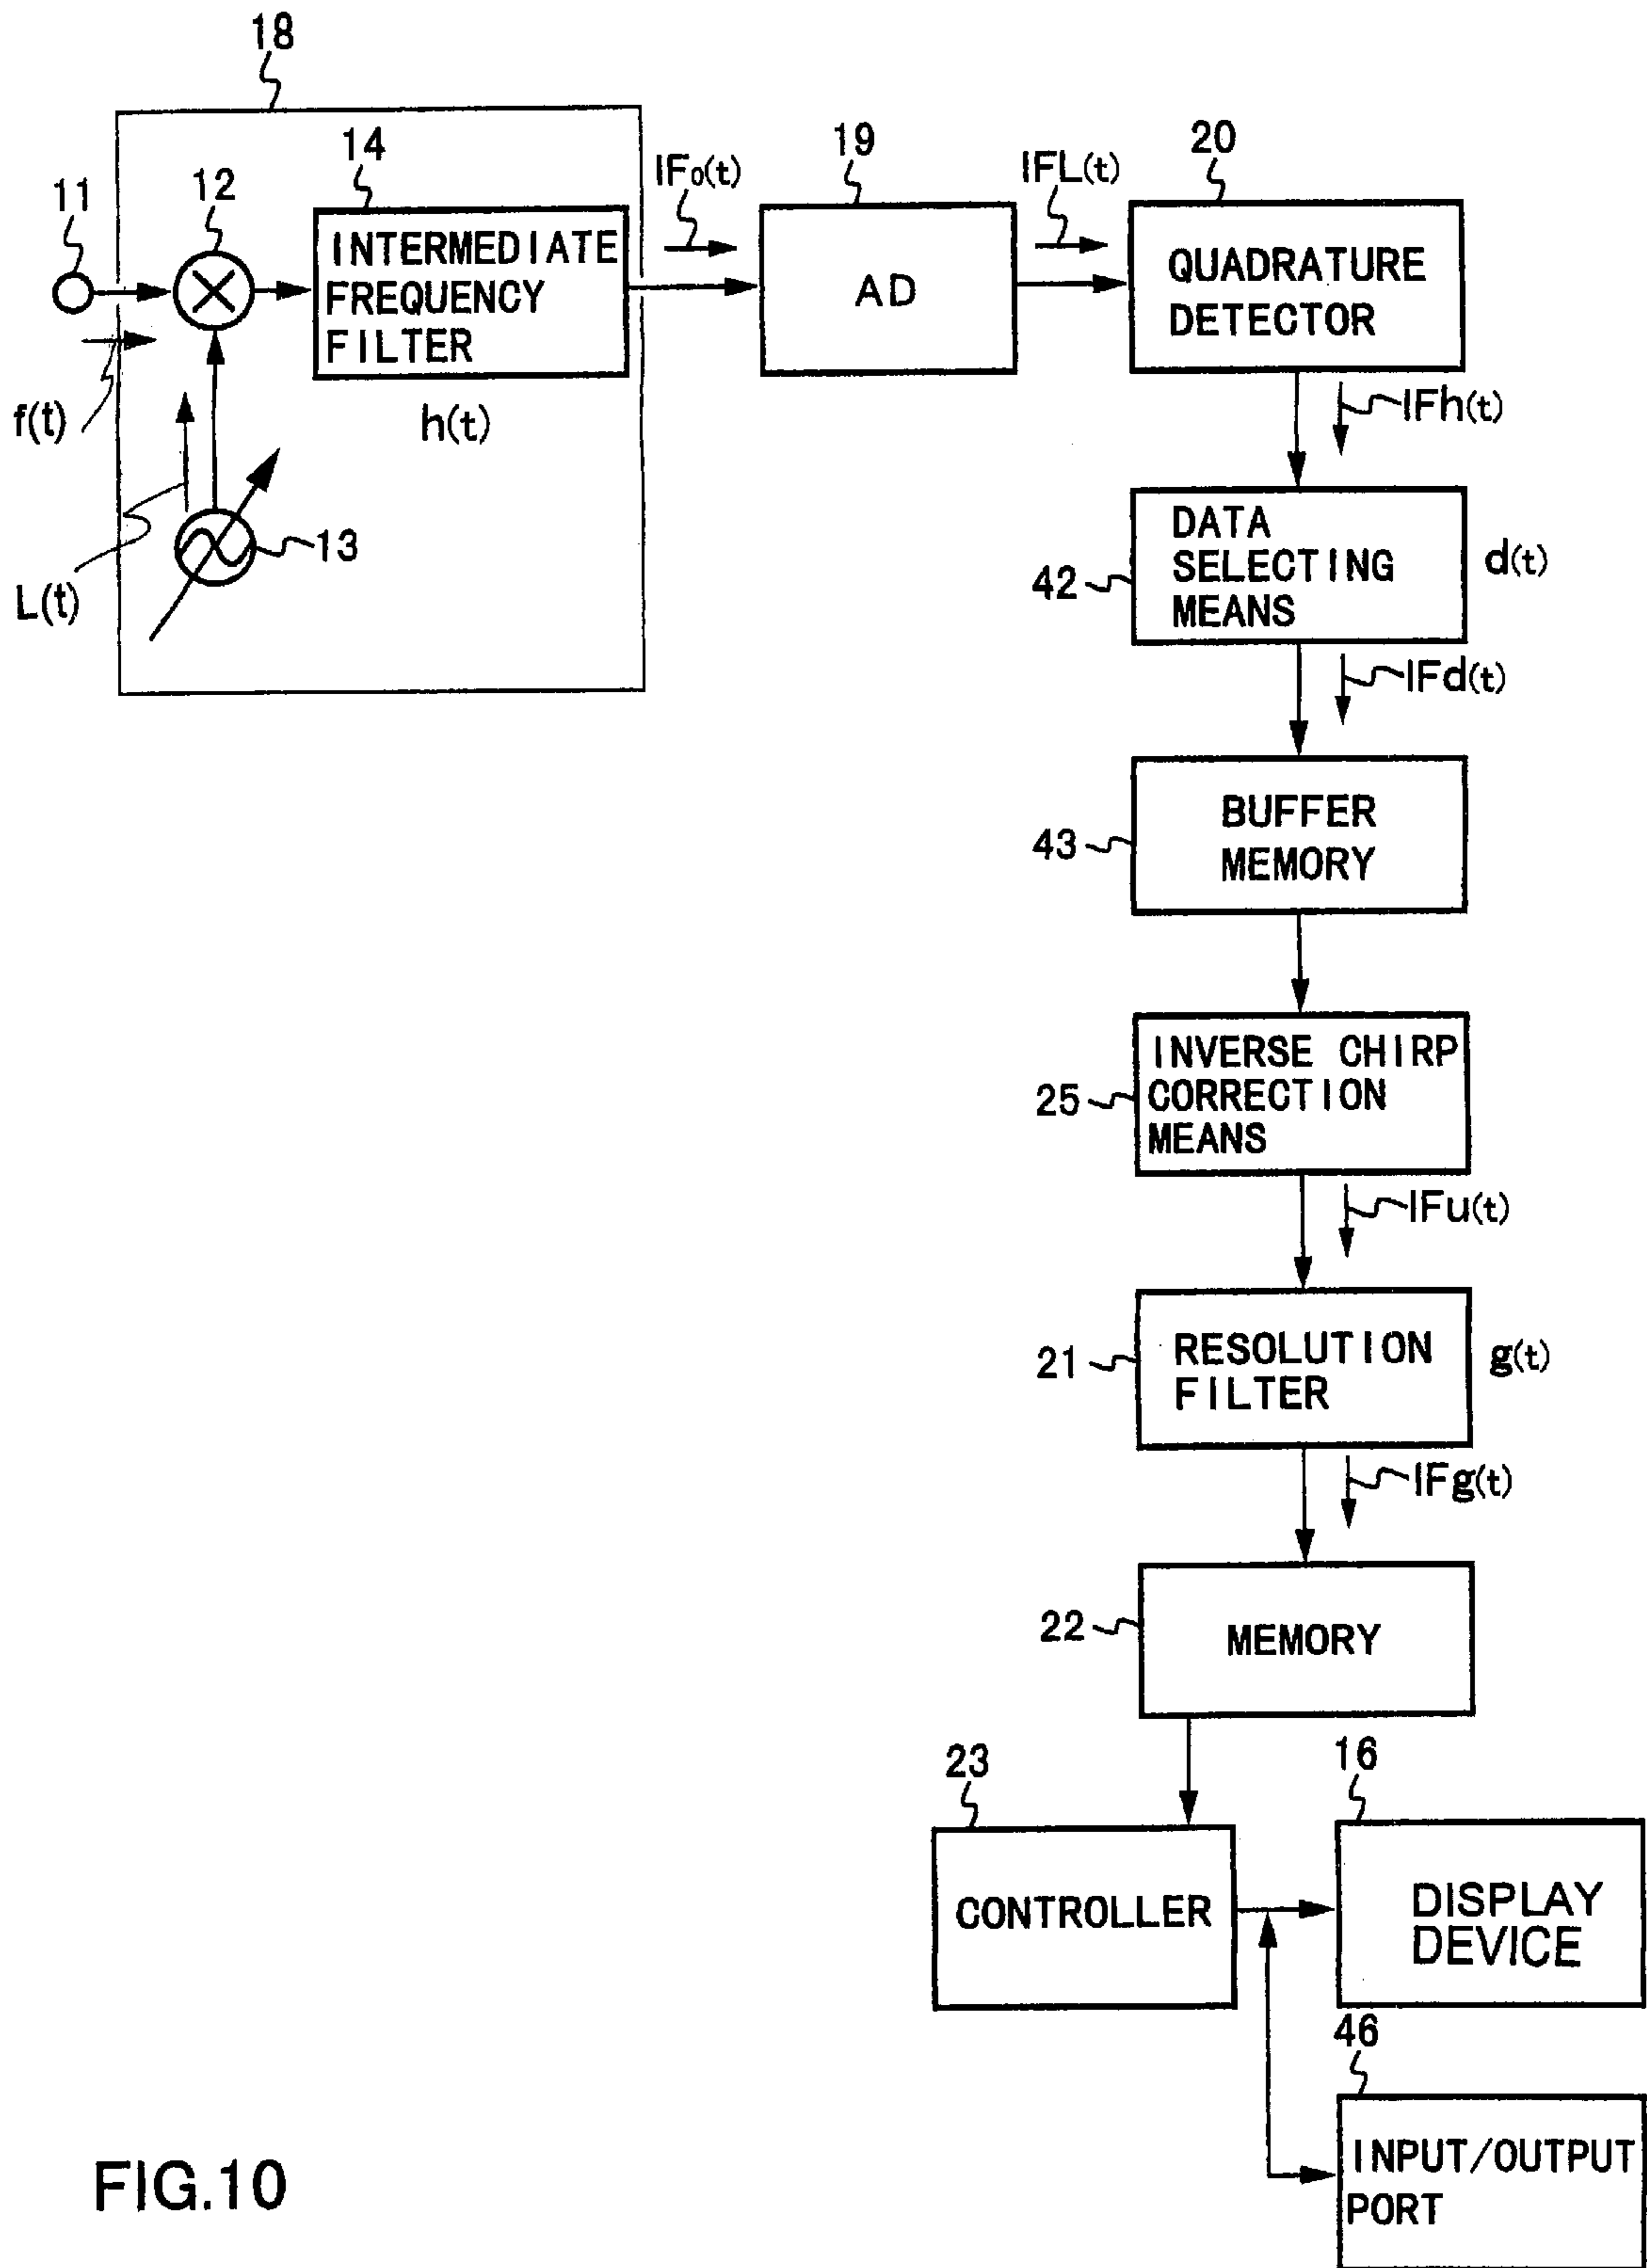 18
14
IF₀(t)
19
IFL(t)
20
11
12
INTERMEDIATE
FREQUENCY
FILTER
AD
QUADRATURE
DETECTOR
f(t)
h(t)
IFh(t)
L(t)
13
42
DATA
SELECTING
MEANS
d(t)
IFd(t)
43
BUFFER
MEMORY
25
INVERSE CHIRP
CORRECTION
MEANS
IFu(t)
21
RESOLUTION
FILTER
g(t)
IFg(t)
22
MEMORY
23
16
CONTROLLER
DISPLAY
DEVICE
46
INPUT/OUTPUT
PORT
FIG.10